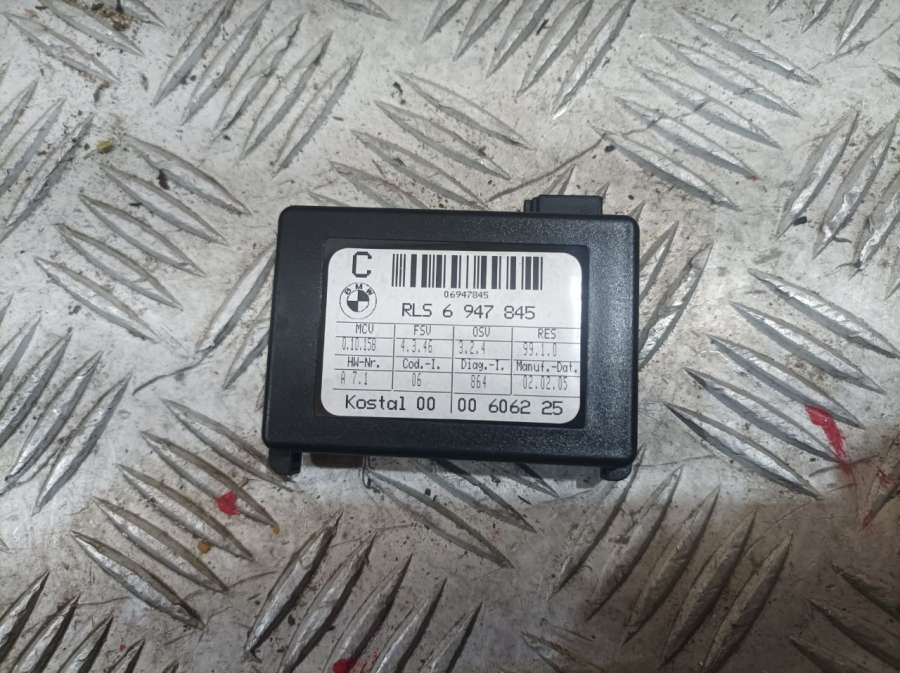 C
06947845
BMW
RLS 6 947 845
MCV FSV OSV RES
0.10.15B 4.3.46 3.2.4 99.1.0
HW-Nr. Cod.-I. Diag.-I. Manuf.-Dat.
A 7.1 06 864 02.02.05
Kostal 00 00 6062 25